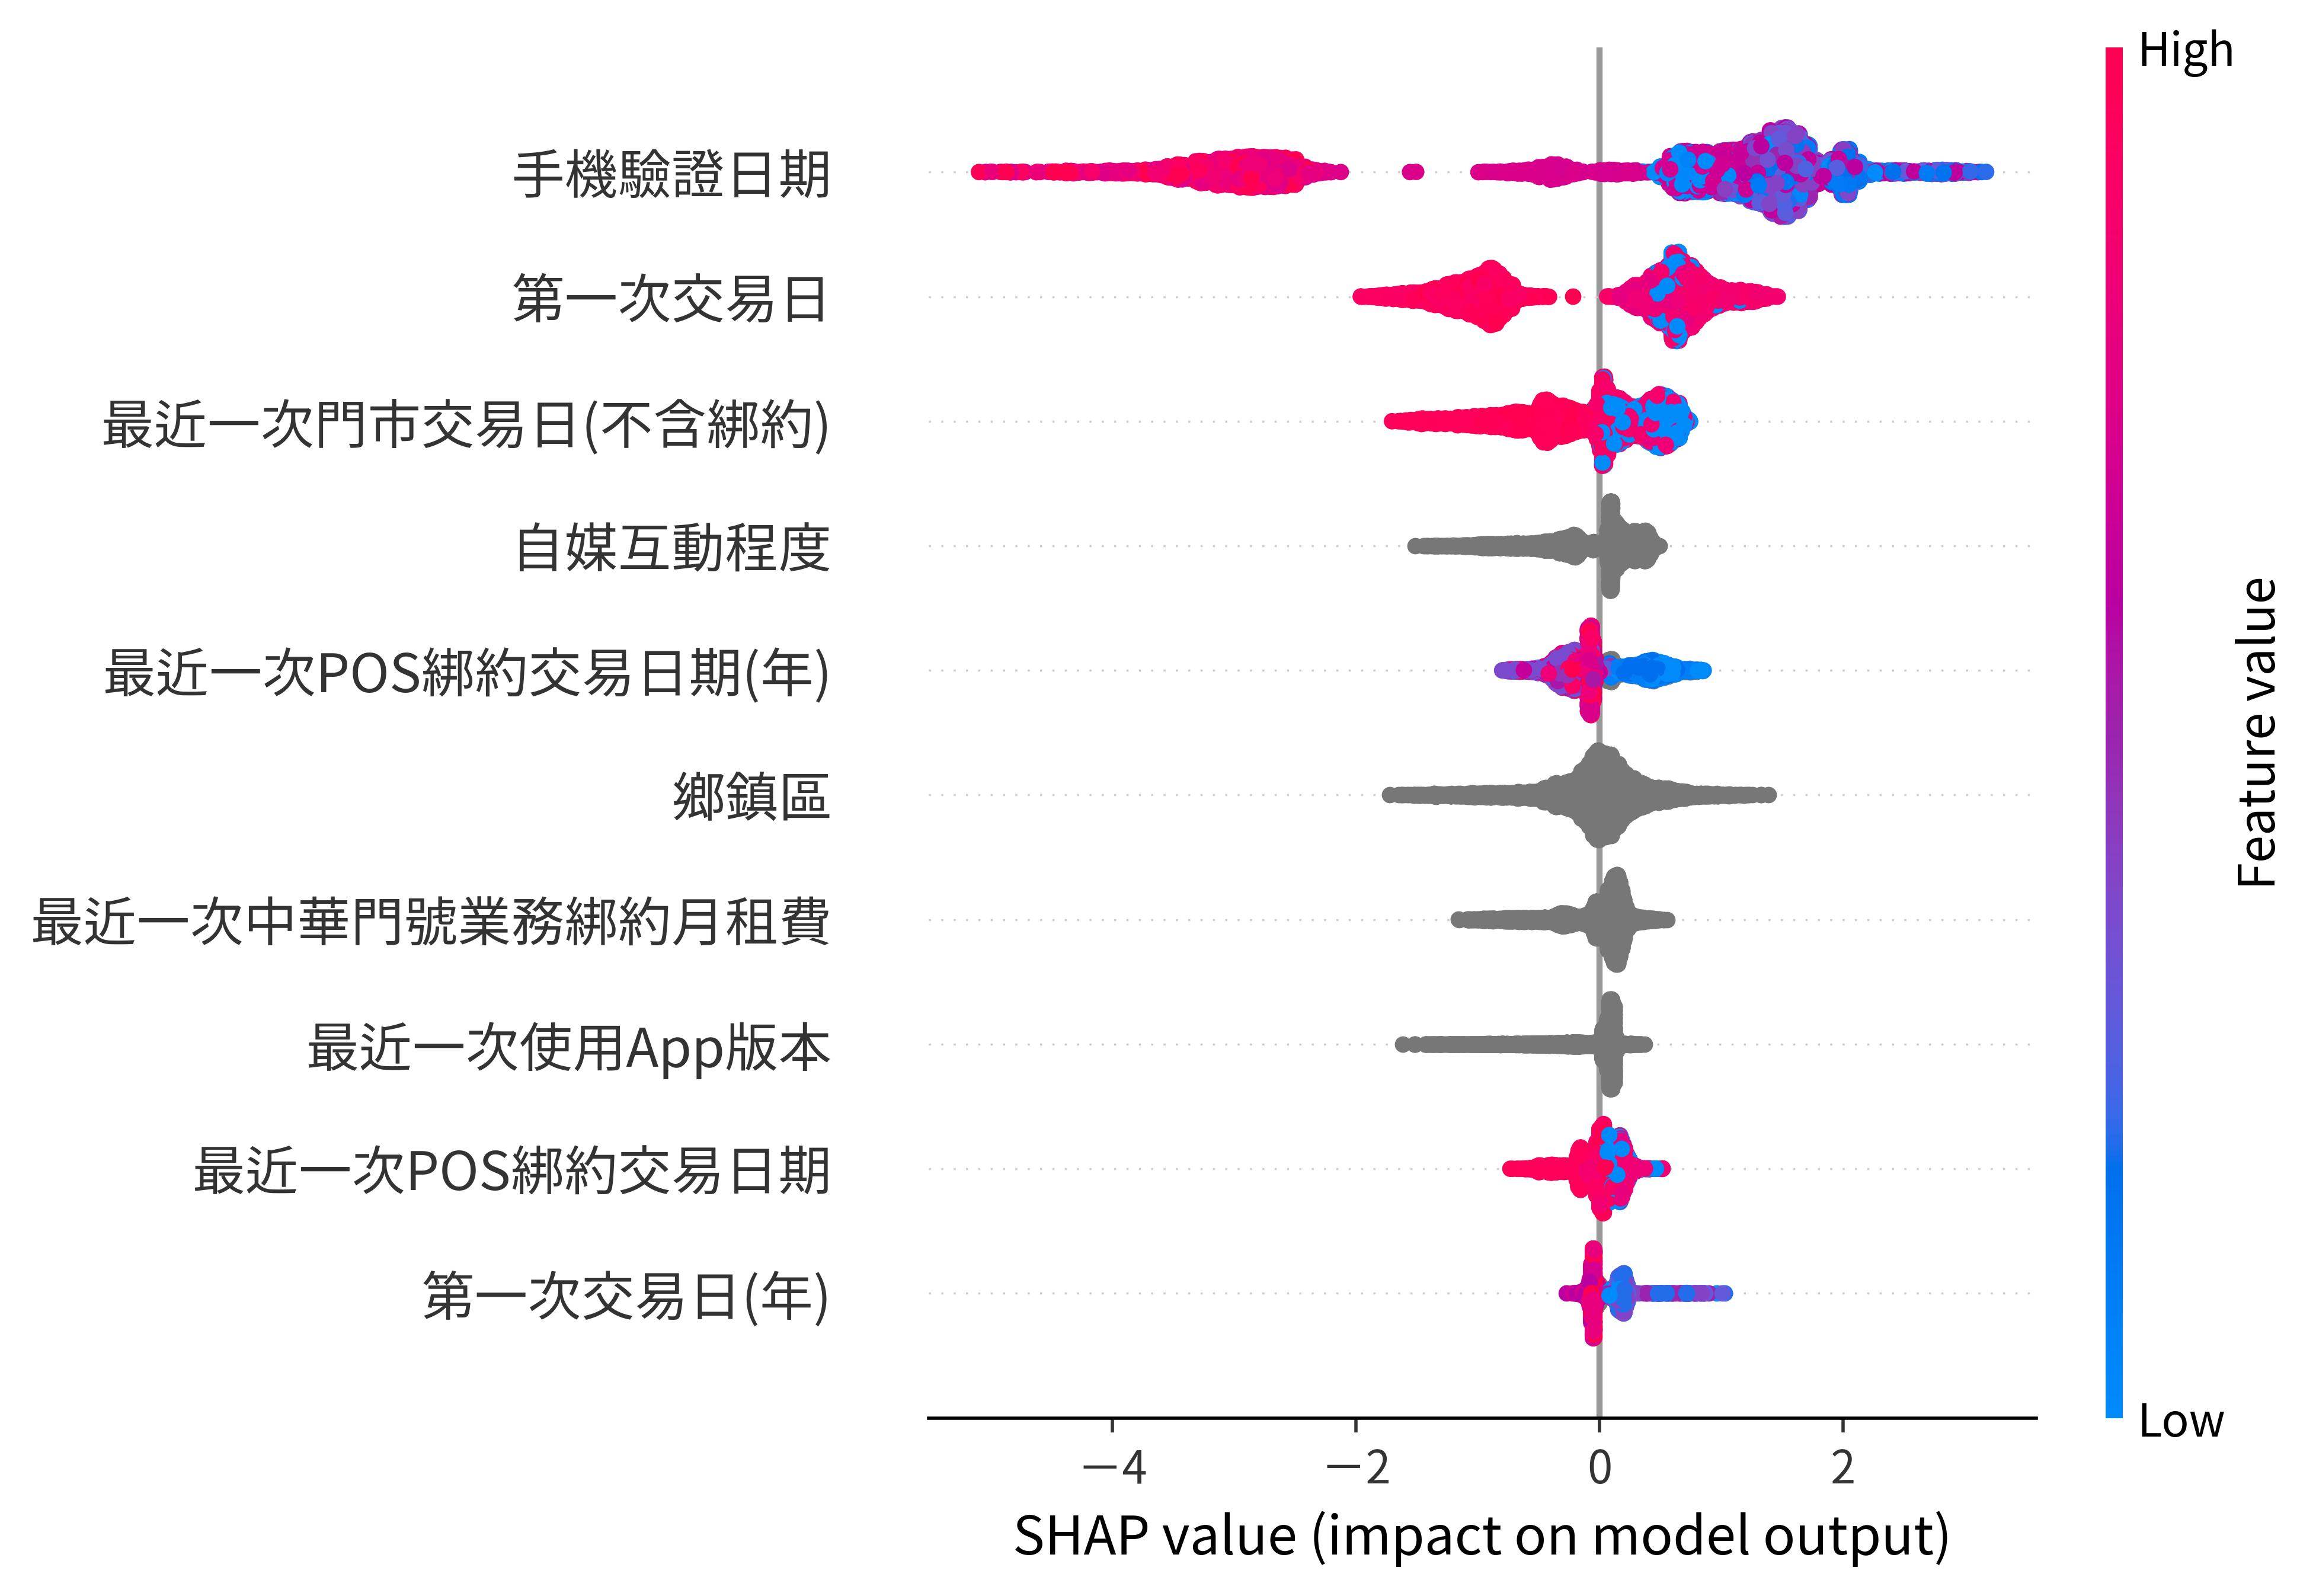 High
手機驗證日期
第一次交易日
最近一次門市交易日(不含綁約)
自媒互動程度
最近一次POS綁約交易日期(年)
鄉鎮區
最近一次中華門號業務綁約月租費
最近一次使用App版本
最近一次POS綁約交易日期
第一次交易日(年)
Feature value
Low
−4 −2 0 2
SHAP value (impact on model output)